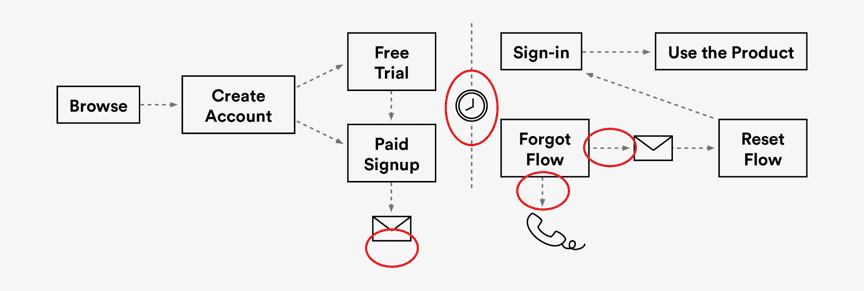 Browse
Create
Account
Free
Trial
Paid
Signup
Sign-in
Use the Product
Forgot
Flow
Reset
Flow